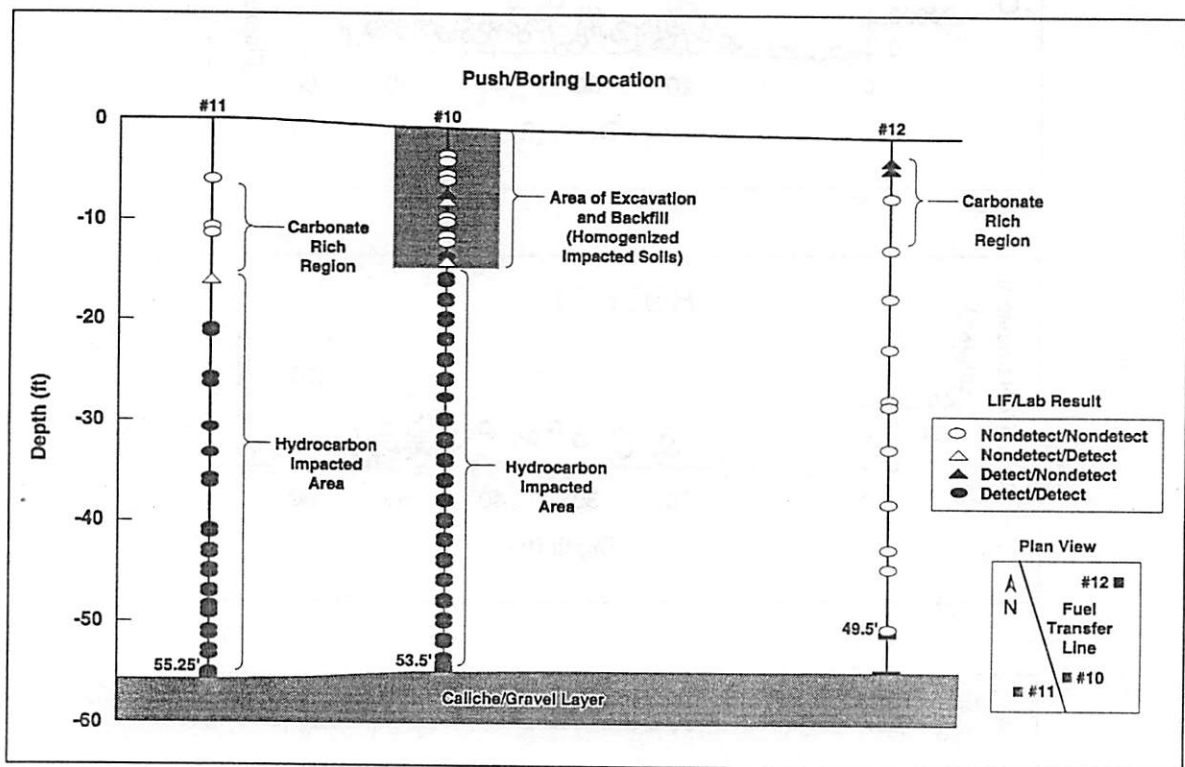 Push/Boring Location
#11
#10
#12
0
-10
-20
-30
-40
-50
-60
Depth (ft)
Carbonate
Rich
Region
Area of Excavation
and Backfill
(Homogenized
Impacted Soils)
Carbonate
Rich
Region
Hydrocarbon
Impacted
Area
Hydrocarbon
Impacted
Area
LIF/Lab Result
Nondetect/Nondetect
Nondetect/Detect
Detect/Nondetect
Detect/Detect
Plan View
N
#12
Fuel
Transfer
Line
#10
#11
55.25'
53.5'
49.5'
Caliche/Gravel Layer